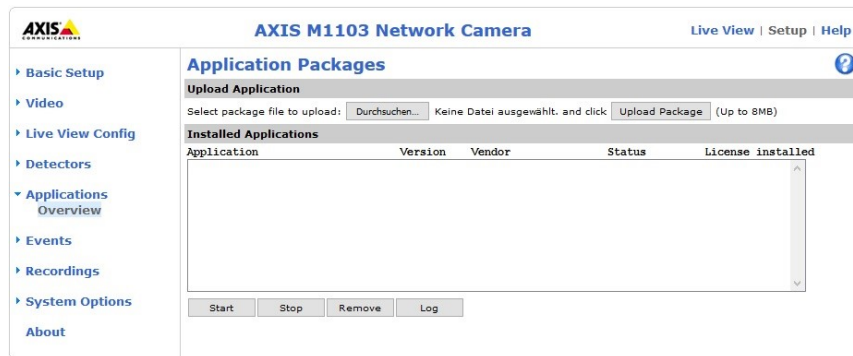 AXIS
COMMUNICATIONS
AXIS M1103 Network Camera
Live View | Setup | Help
Basic Setup
Video
Live View Config
Detectors
Applications
Overview
Events
Recordings
System Options
About
Application Packages
?
Upload Application
Select package file to upload: Durchsuchen... Keine Datei ausgewählt. and click Upload Package (Up to 8MB)
Installed Applications
Application Version Vendor Status License installed
Start Stop Remove Log